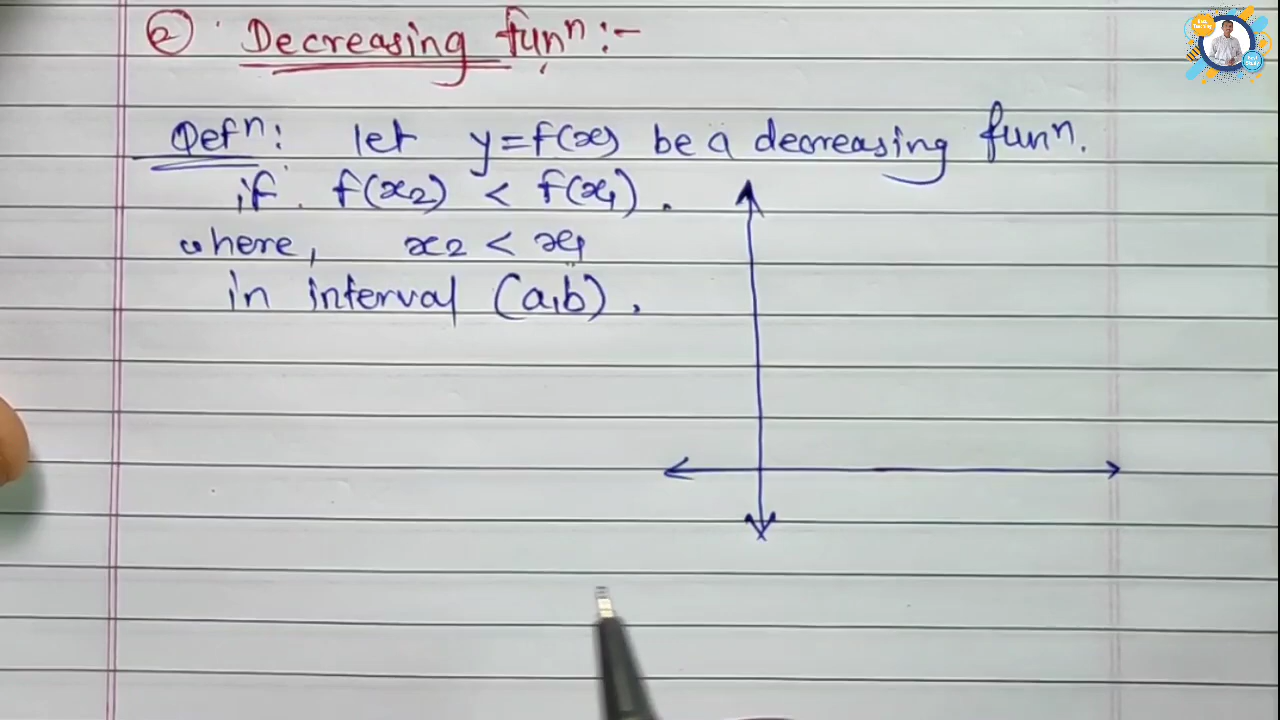 ② Decreasing funⁿ:-
Defⁿ: let y=f(x) be a decreasing funⁿ.
if f(x₂) < f(x₁).
where, x₂ < x₁
in interval (a,b).